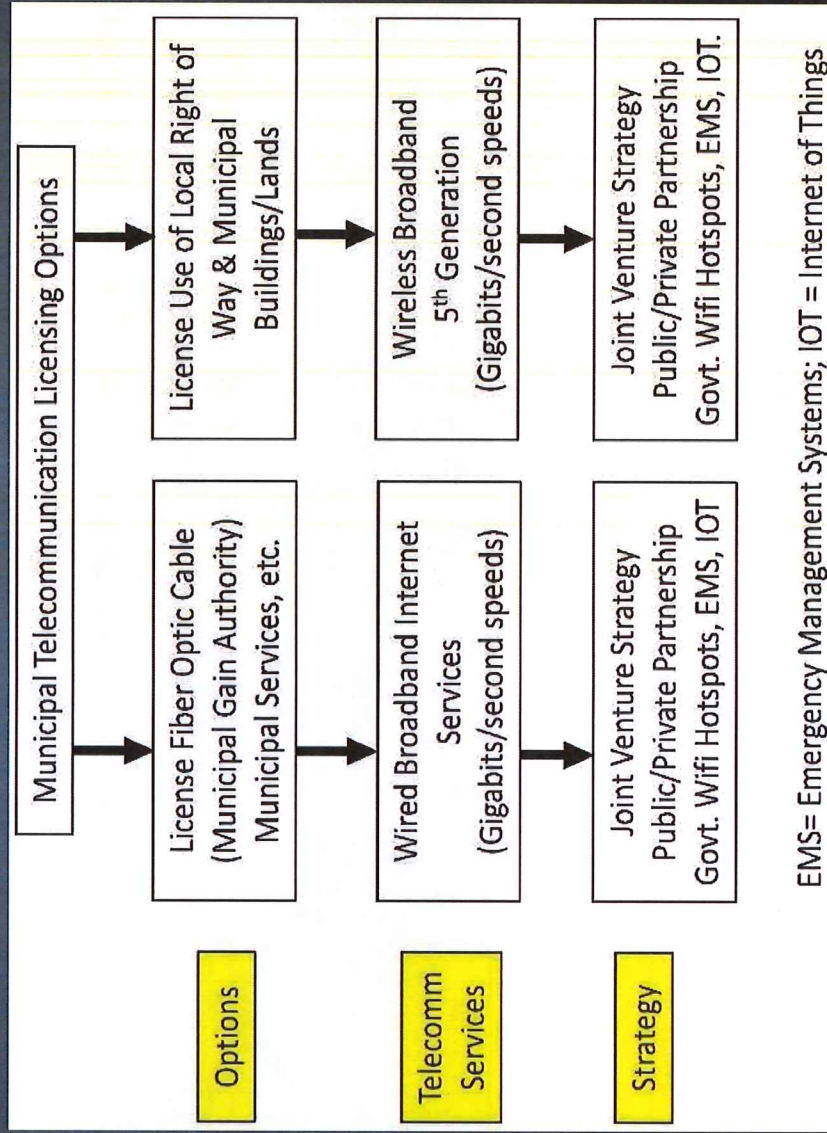 Municipal Telecommunication Licensing Options
Options
License Fiber Optic Cable
(Municipal Gain Authority)
Municipal Services, etc.
License Use of Local Right of
Way & Municipal
Buildings/Lands
Telecomm
Services
Wired Broadband Internet
Services
(Gigabits/second speeds)
Wireless Broadband
5th Generation
(Gigabits/second speeds)
Strategy
Joint Venture Strategy
Public/Private Partnership
Govt. Wifi Hotspots, EMS, IOT
Joint Venture Strategy
Public/Private Partnership
Govt. Wifi Hotspots, EMS, IOT.
EMS= Emergency Management Systems; IOT = Internet of Things